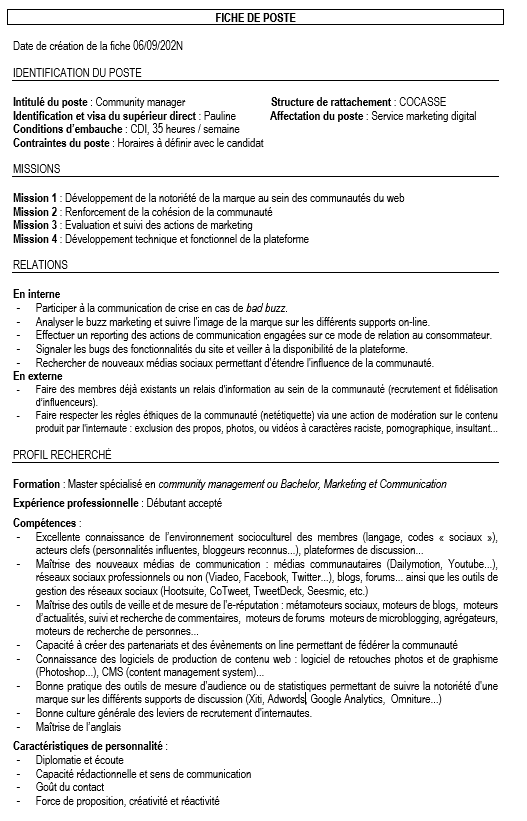 FICHE DE POSTE
Date de création de la fiche 06/09/202N
IDENTIFICATION DU POSTE
Intitulé du poste : Community manager
Structure de rattachement : COCASSE
Identification et visa du supérieur direct : Pauline
Affectation du poste : Service marketing digital
Conditions d'embauche : CDI, 35 heures / semaine
Contraintes du poste : Horaires à définir avec le candidat
MISSIONS
Mission 1 : Développement de la notoriété de la marque au sein des communautés du web
Mission 2 : Renforcement de la cohésion de la communauté
Mission 3 : Evaluation et suivi des actions de marketing
Mission 4 : Développement technique et fonctionnel de la plateforme
RELATIONS
En interne
- Participer à la communication de crise en cas de bad buzz.
- Analyser le buzz marketing et suivre l'image de la marque sur les différents supports on-line.
- Effectuer un reporting des actions de communication engagées sur ce mode de relation au consommateur.
- Signaler les bugs des fonctionnalités du site et veiller à la disponibilité de la plateforme.
- Rechercher de nouveaux médias sociaux permettant d'étendre l'influence de la communauté.
En externe
- Faire des membres déjà existants un relais d'information au sein de la communauté (recrutement et fidélisation
d'influenceurs).
- Faire respecter les règles éthiques de la communauté (netétiquette) via une action de modération sur le contenu
produit par l'internaute : exclusion des propos, photos, ou vidéos à caractères raciste, pornographique, insultant...
PROFIL RECHERCHÉ
Formation : Master spécialisé en community management ou Bachelor, Marketing et Communication
Expérience professionnelle : Débutant accepté
Compétences :
- Excellente connaissance de l'environnement socioculturel des membres (langage, codes « sociaux »),
acteurs clefs (personnalités influentes, bloggeurs reconnus...), plateformes de discussion...
- Maîtrise des nouveaux médias de communication : médias communautaires (Dailymotion, Youtube...),
réseaux sociaux professionnels ou non (Viadeo, Facebook, Twitter...), blogs, forums... ainsi que les outils de
gestion des réseaux sociaux (Hootsuite, CoTweet, TweetDeck, Seesmic, etc.)
- Maîtrise des outils de veille et de mesure de l'e-réputation : métamoteurs sociaux, moteurs de blogs, moteurs
d'actualités, suivi et recherche de commentaires, moteurs de forums moteurs de microblogging, agrégateurs,
moteurs de recherche de personnes...
- Capacité à créer des partenariats et des évènements on line permettant de fédérer la communauté
- Connaissance des logiciels de production de contenu web : logiciel de retouches photos et de graphisme
(Photoshop...), CMS (content management system)...
- Bonne pratique des outils de mesure d'audience ou de statistiques permettant de suivre la notoriété d'une
marque sur les différents supports de discussion (Xiti, Adwords, Google Analytics, Omniture...)
- Bonne culture générale des leviers de recrutement d'internautes.
- Maîtrise de l'anglais
Caractéristiques de personnalité :
- Diplomatie et écoute
- Capacité rédactionnelle et sens de communication
- Goût du contact
- Force de proposition, créativité et réactivité